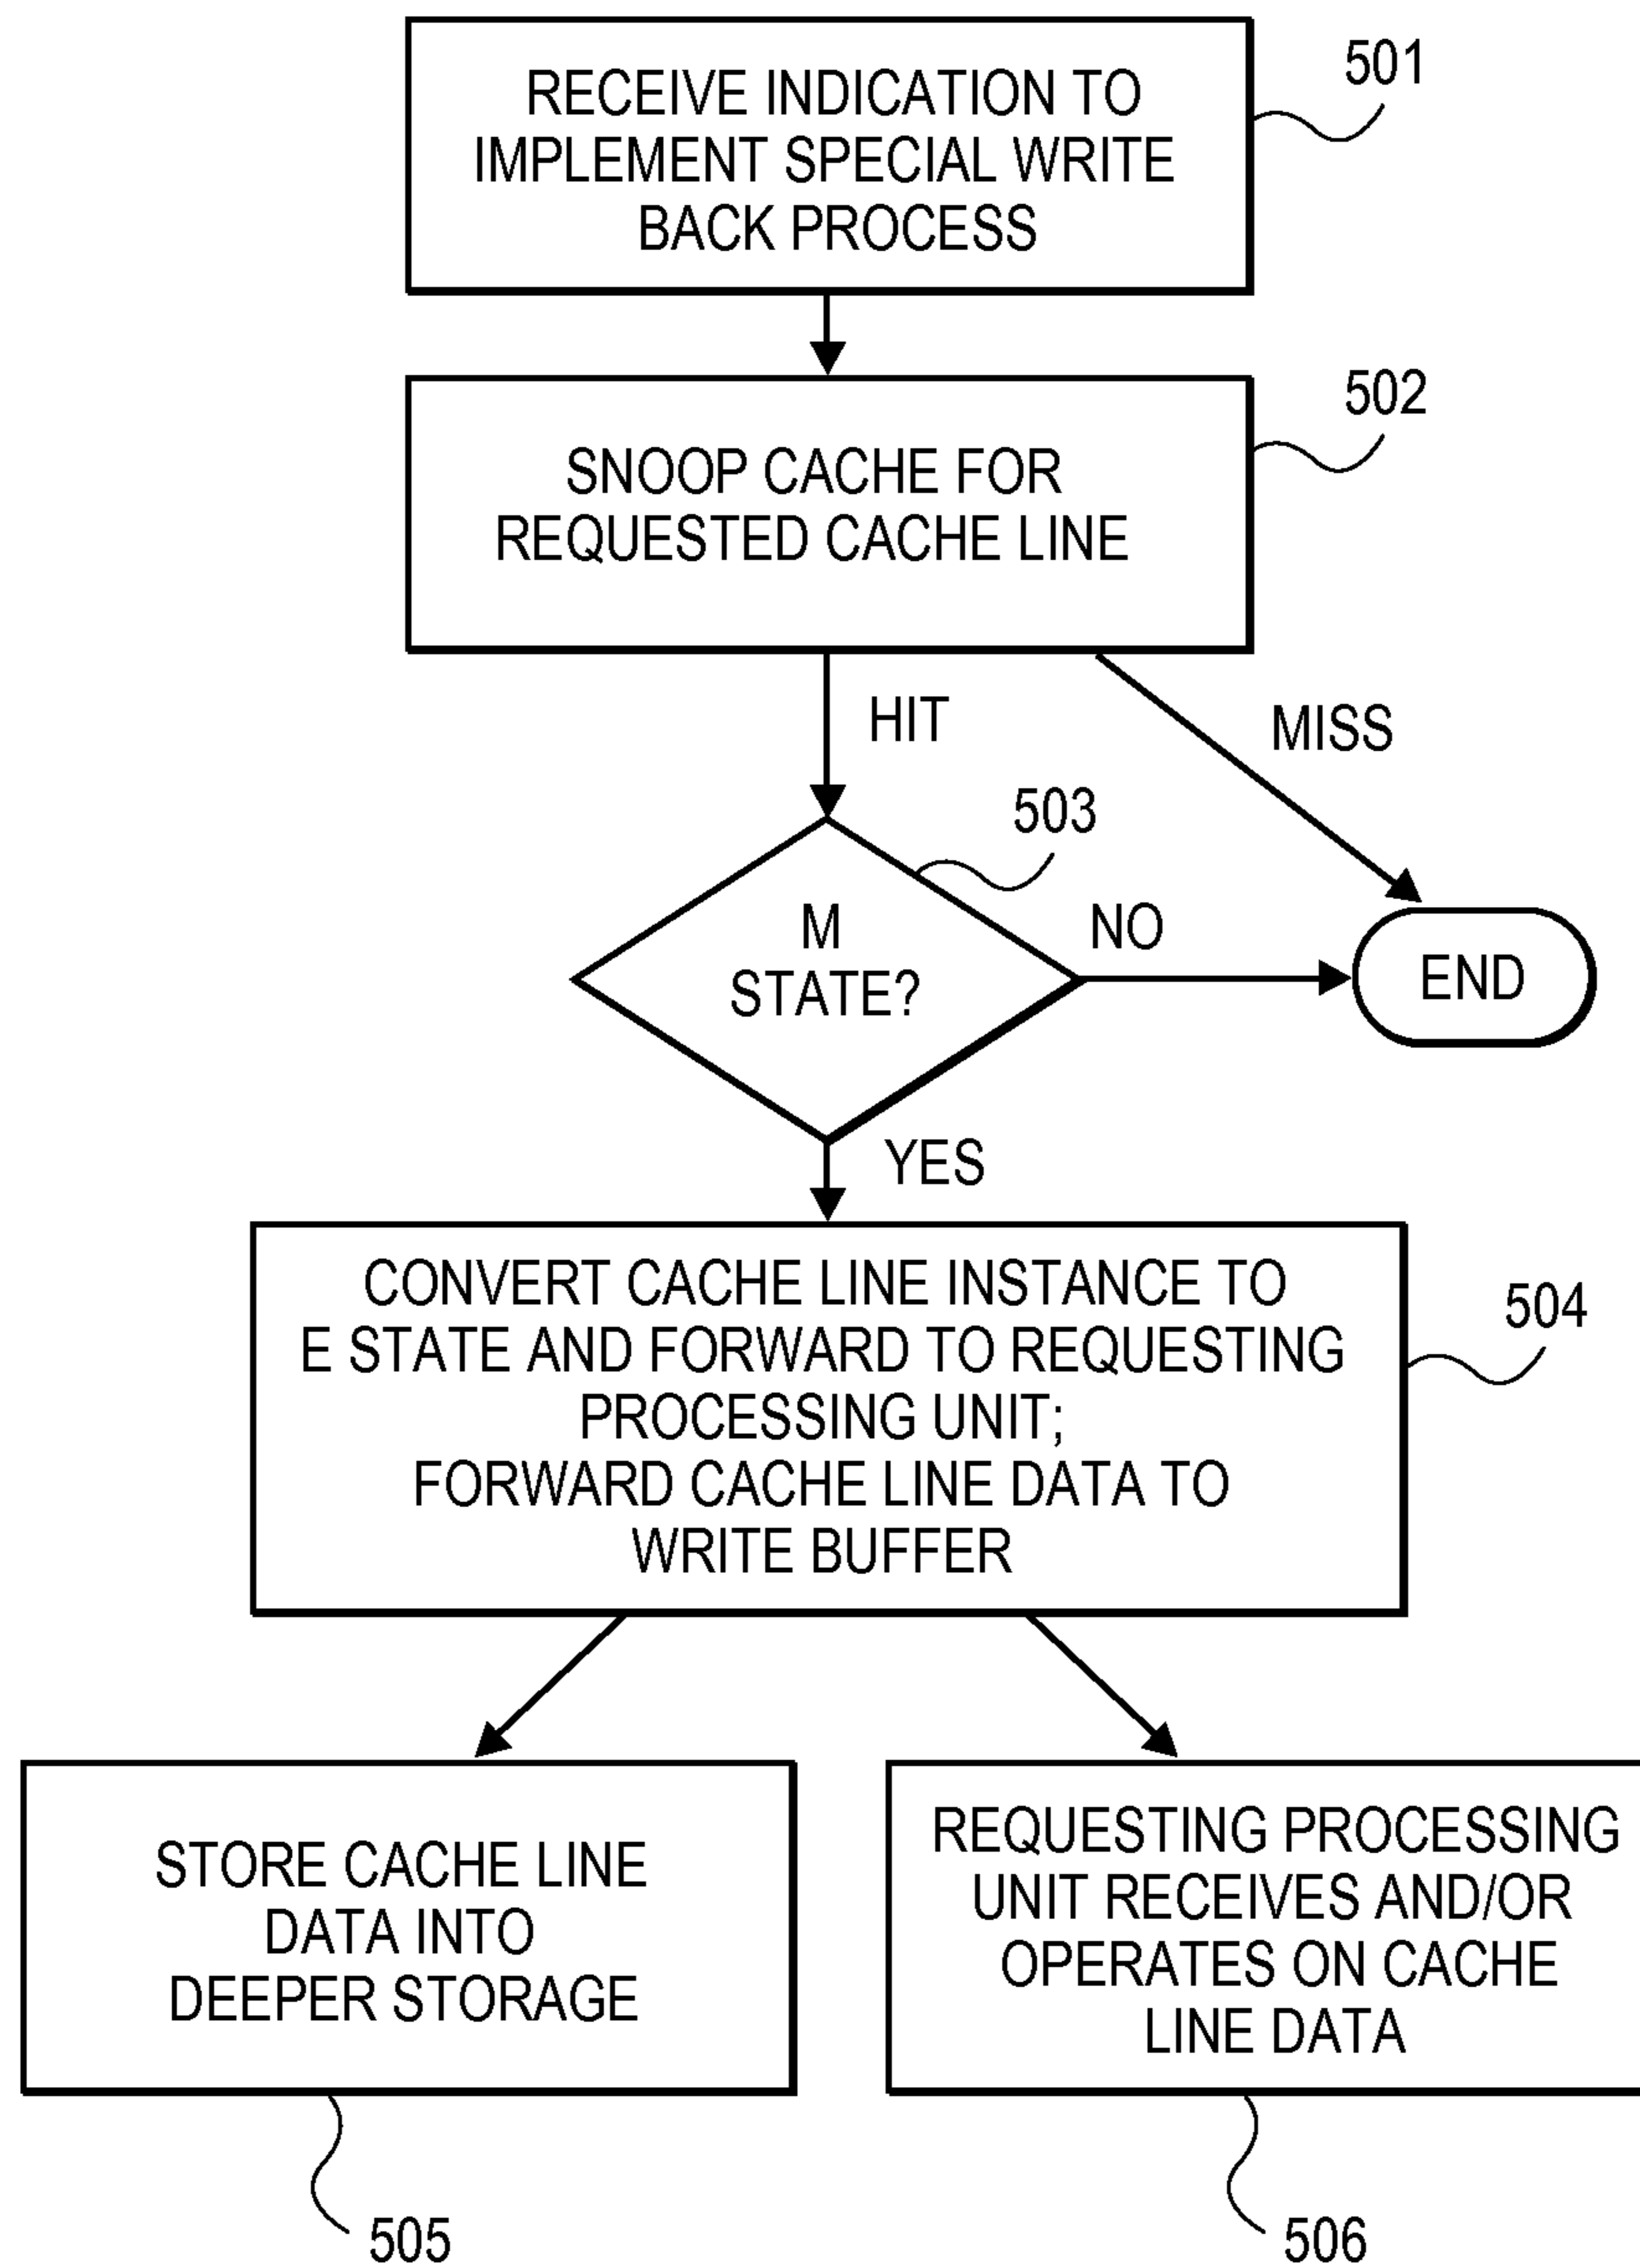 RECEIVE INDICATION TO
IMPLEMENT SPECIAL WRITE
BACK PROCESS
501
SNOOP CACHE FOR
REQUESTED CACHE LINE
502
HIT
MISS
503
M
STATE?
NO
END
YES
CONVERT CACHE LINE INSTANCE TO
E STATE AND FORWARD TO REQUESTING
PROCESSING UNIT;
FORWARD CACHE LINE DATA TO
WRITE BUFFER
504
STORE CACHE LINE
DATA INTO
DEEPER STORAGE
505
REQUESTING PROCESSING
UNIT RECEIVES AND/OR
OPERATES ON CACHE
LINE DATA
506